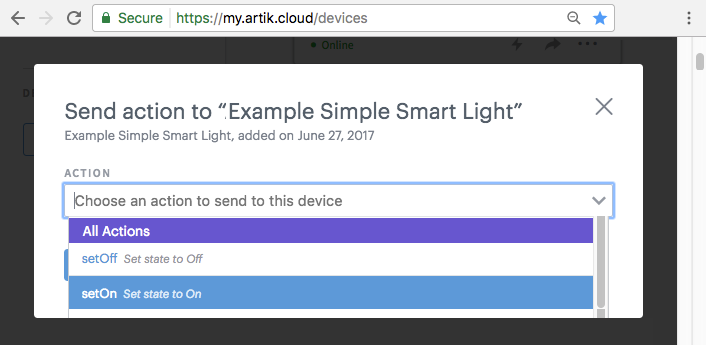 Secure https://my.artik.cloud/devices
Online
Send action to “Example Simple Smart Light”
Example Simple Smart Light, added on June 27, 2017
ACTION
Choose an action to send to this device
All Actions
setOff Set state to Off
setOn Set state to On